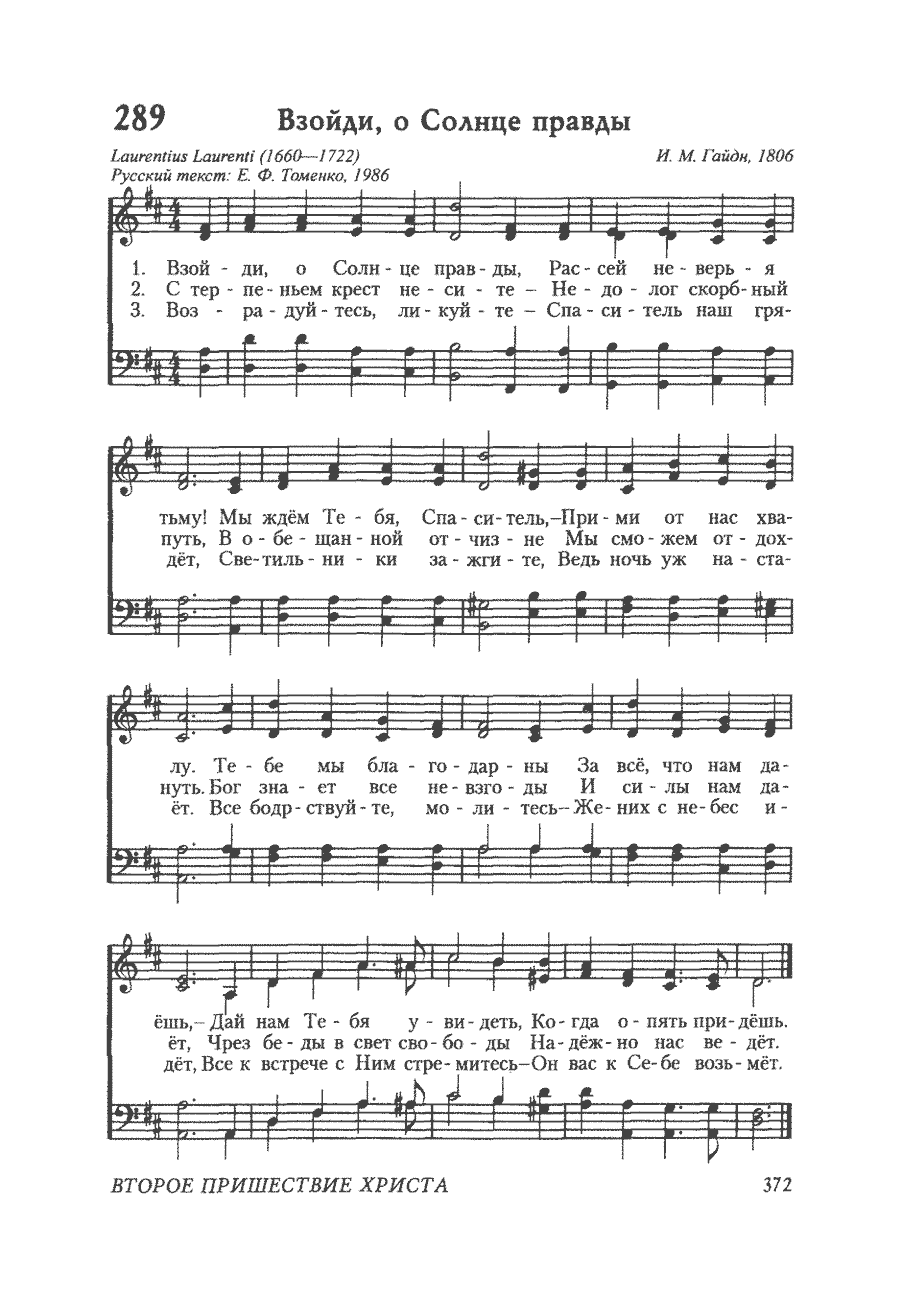 289 Взойди, о Солнце правды
Laurentius Laurenti (1660—1722) И. М. Гайдн, 1806
Русский текст: Е. Ф. Томенко, 1986
1. Взой - ди, о Солн - це прав - ды, Рас - сей не - верь - я
2. С тер - пе - ньем крест не - си - те – Не - до - лог скорб- ный
3. Воз - ра - дуй - тесь, ли - куй - те – Спа - си - тель наш гря-
тьму! Мы ждём Те - бя, Спа - си - тель,–При - ми от нас хва-
путь, В о - бе - щан - ной от - чиз - не Мы смо - жем от - дох-
дёт, Све- тиль - ни - ки за - жги - те, Ведь ночь уж на - ста-
лу. Те - бе мы бла - го - дар - ны За всё, что нам да-
нуть. Бог зна - ет все не - взго - ды И си - лы нам да-
ёт. Все бодр - ствуй - те, мо - ли - тесь–Же- них с не- бес и -
ёшь,– Дай нам Те - бя у - ви - деть, Ко - гда о - пять при - дёшь.
ёт, Чрез бе - ды в свет сво - бо - ды На - дёж - но нас ве - дёт.
дёт, Все к встрече с Ним стре - митесь–Он вас к Се - бе возь - мёт.
ВТОРОЕ ПРИШЕСТВИЕ ХРИСТА 372